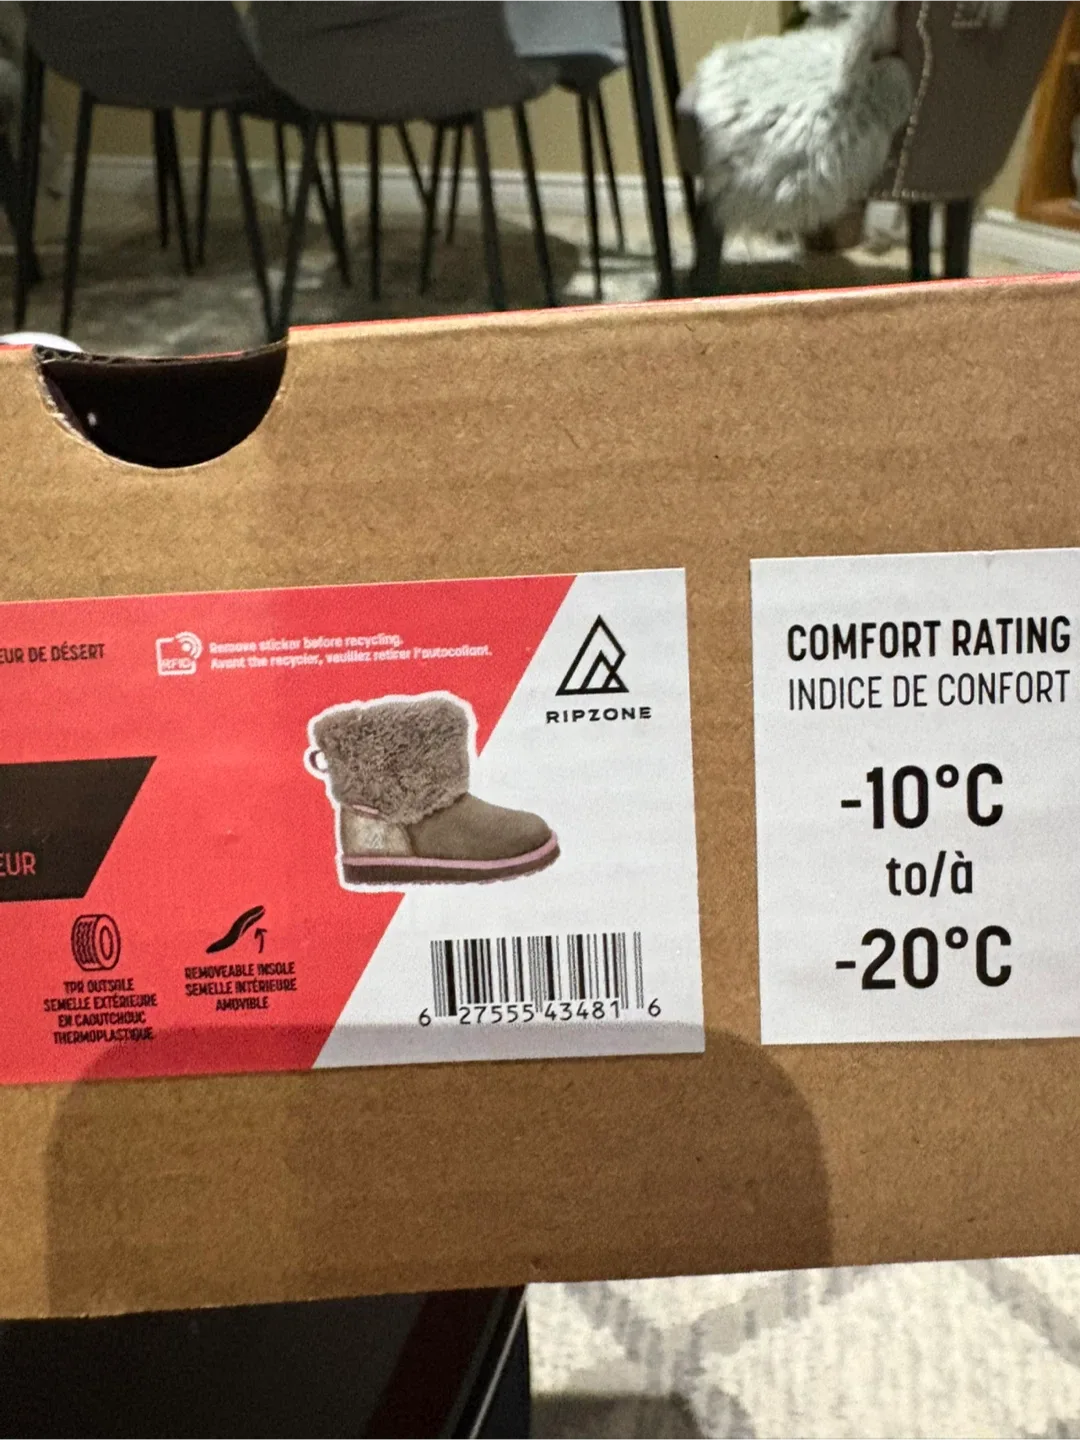 EUR DE DÉSERT
RFID
Remove sticker before recycling.
Avant the recycler, veuillez retirer l'autocollant.
RIPZONE
EUR
TPR OUTSOLE
SEMELLE EXTÉRIEURE
EN CAOUTCHOUC
THERMOPLASTIQUE
REMOVEABLE INSOLE
SEMELLE INTÉRIEURE
AMOVIBLE
6 27555 43481 6
COMFORT RATING
INDICE DE CONFORT
-10°C
to/à
-20°C